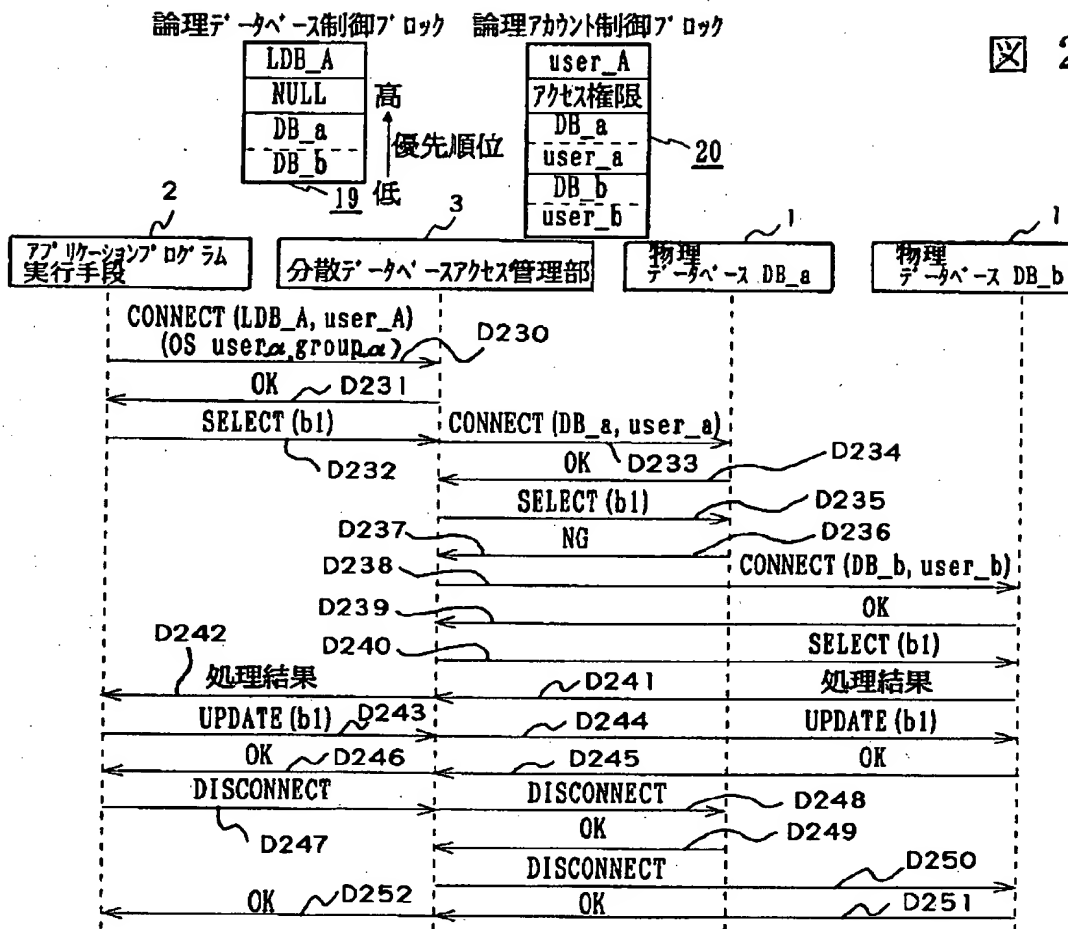 論理データベース制御ブロック 論理アカウント制御ブロック
図 2
LDB_A
NULL
DB_a
DB_b
高
優先順位
低
19
user_A
アクセス権限
DB_a
user_a
DB_b
user_b
20
2
3
1
1
アプリケーションプログラム
実行手段
分散データベースアクセス管理部
物理
データベース DB_a
物理
データベース DB_b
CONNECT (LDB_A, user_A)
(OS userα,groupα)
D230
OK D231
SELECT (b1) CONNECT (DB_a, user_a)
D232
D233
OK
D234
SELECT (b1)
D235
D237
NG
D236
D238
CONNECT (DB_b, user_b)
D239
OK
D242
D240
SELECT (b1)
処理結果
D241
処理結果
UPDATE (b1) D243
D244
UPDATE (b1)
OK D246
D245
OK
DISCONNECT
DISCONNECT
D248
D247
OK
D249
DISCONNECT
D250
OK D252
OK
D251